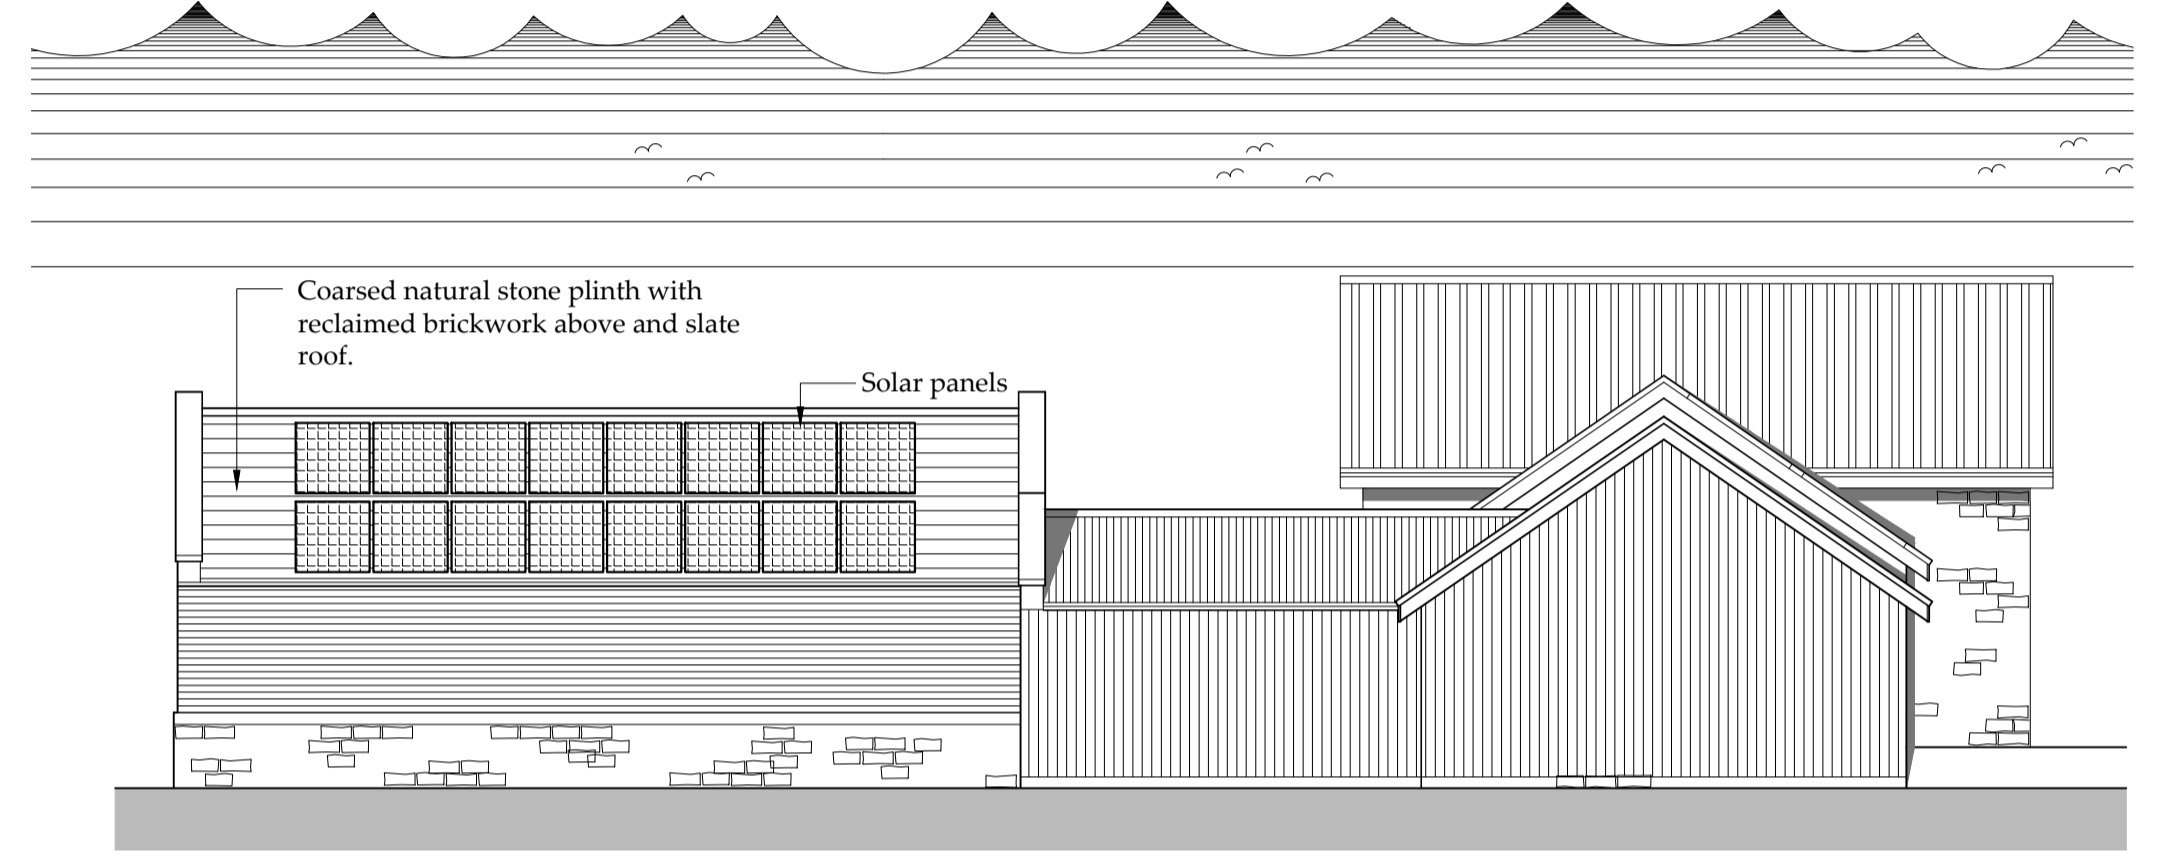 Coarsed natural stone plinth with
reclaimed brickwork above and slate
roof.
Solar panels